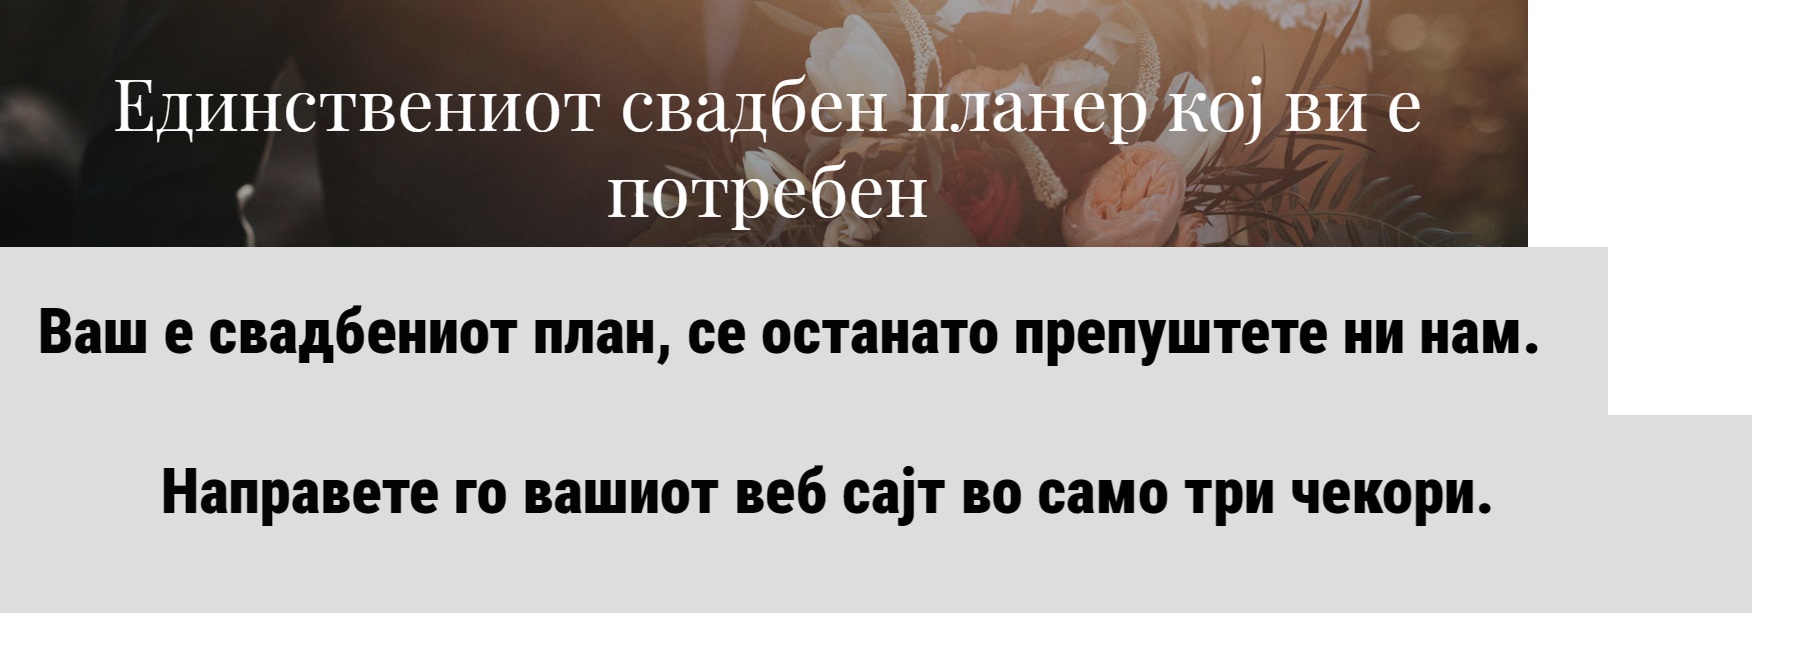 Единствениот свадбен планер кој ви е
потребен
Ваш е свадбениот план, се останато препуштете ни нам.
Направете го вашиот веб сајт во само три чекори.